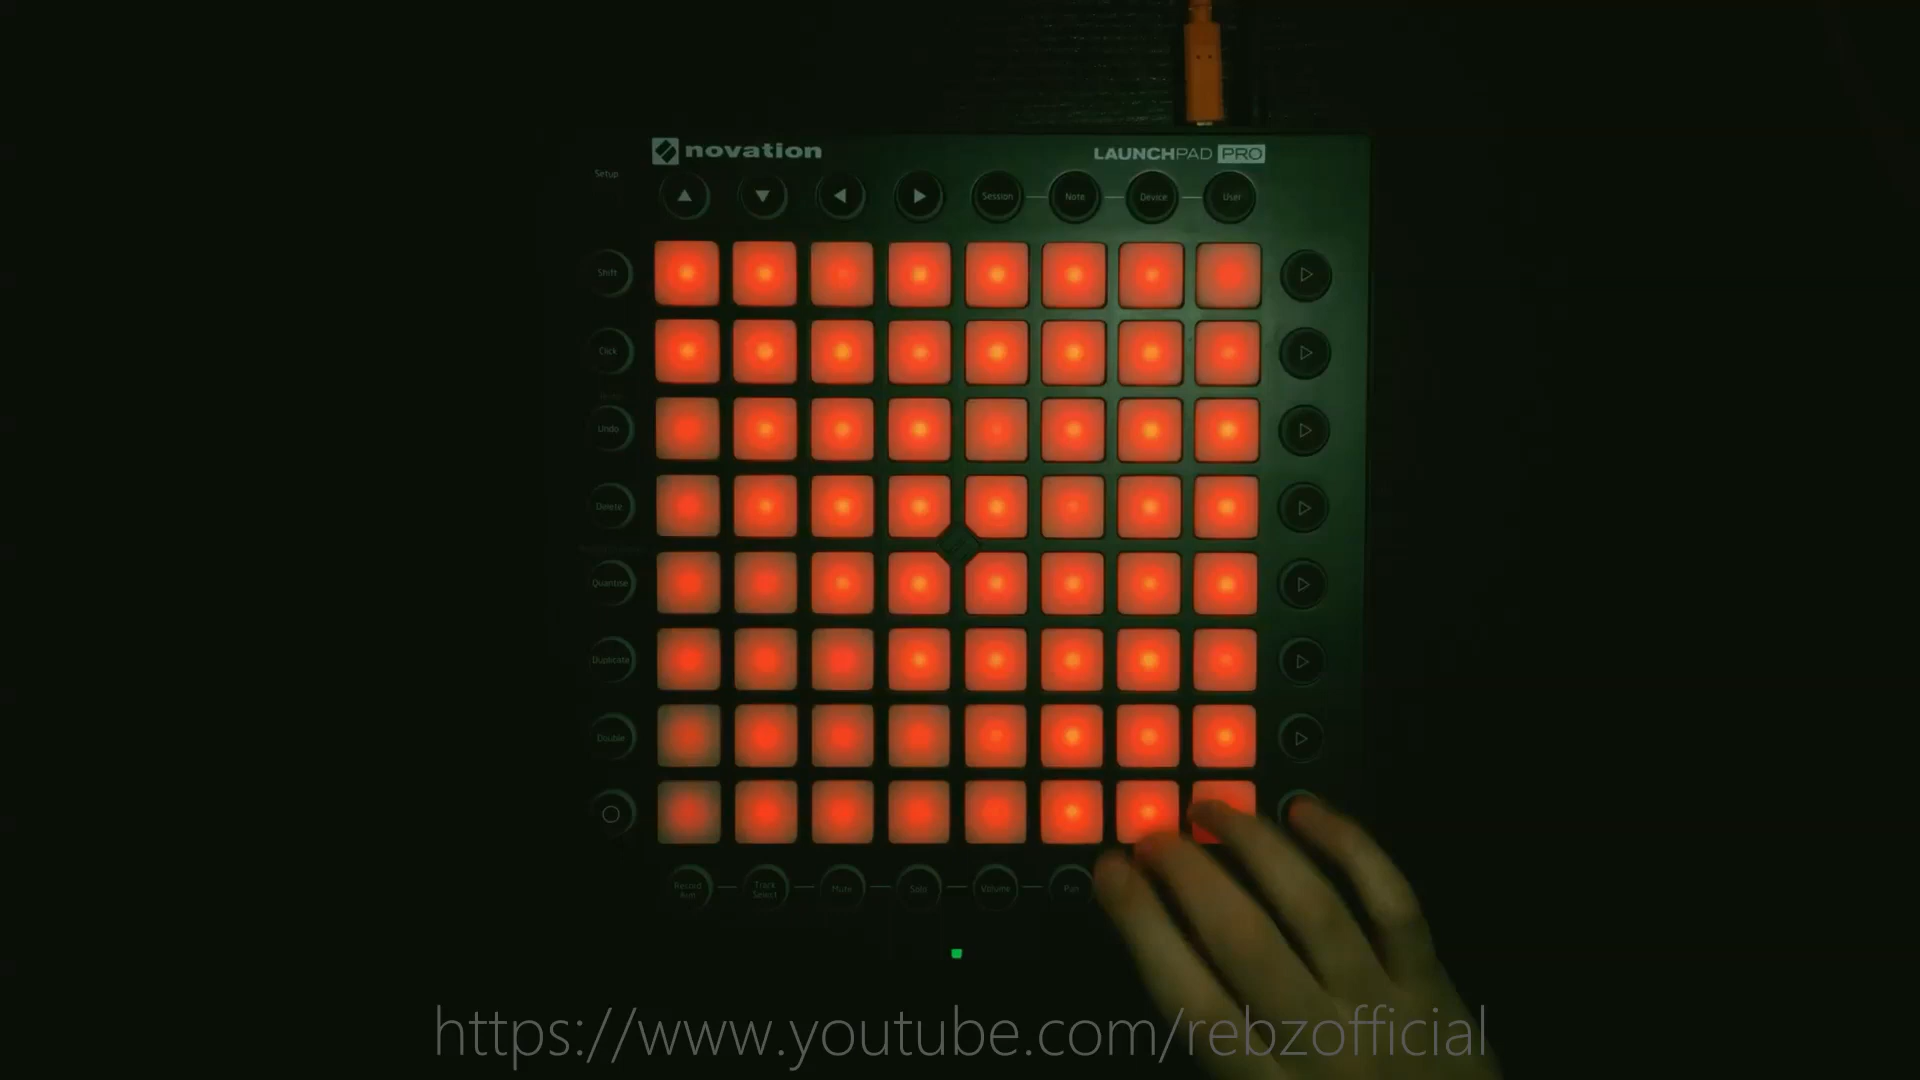 novation
LAUNCHPAD PRO
Setup
Session Note Device User
Shift
Click
Undo
Delete
Quantise
Duplicate
Double
Record Arm
Track Select
Mute
Solo
Volume
Pan
https://www.youtube.com/rebzofficial